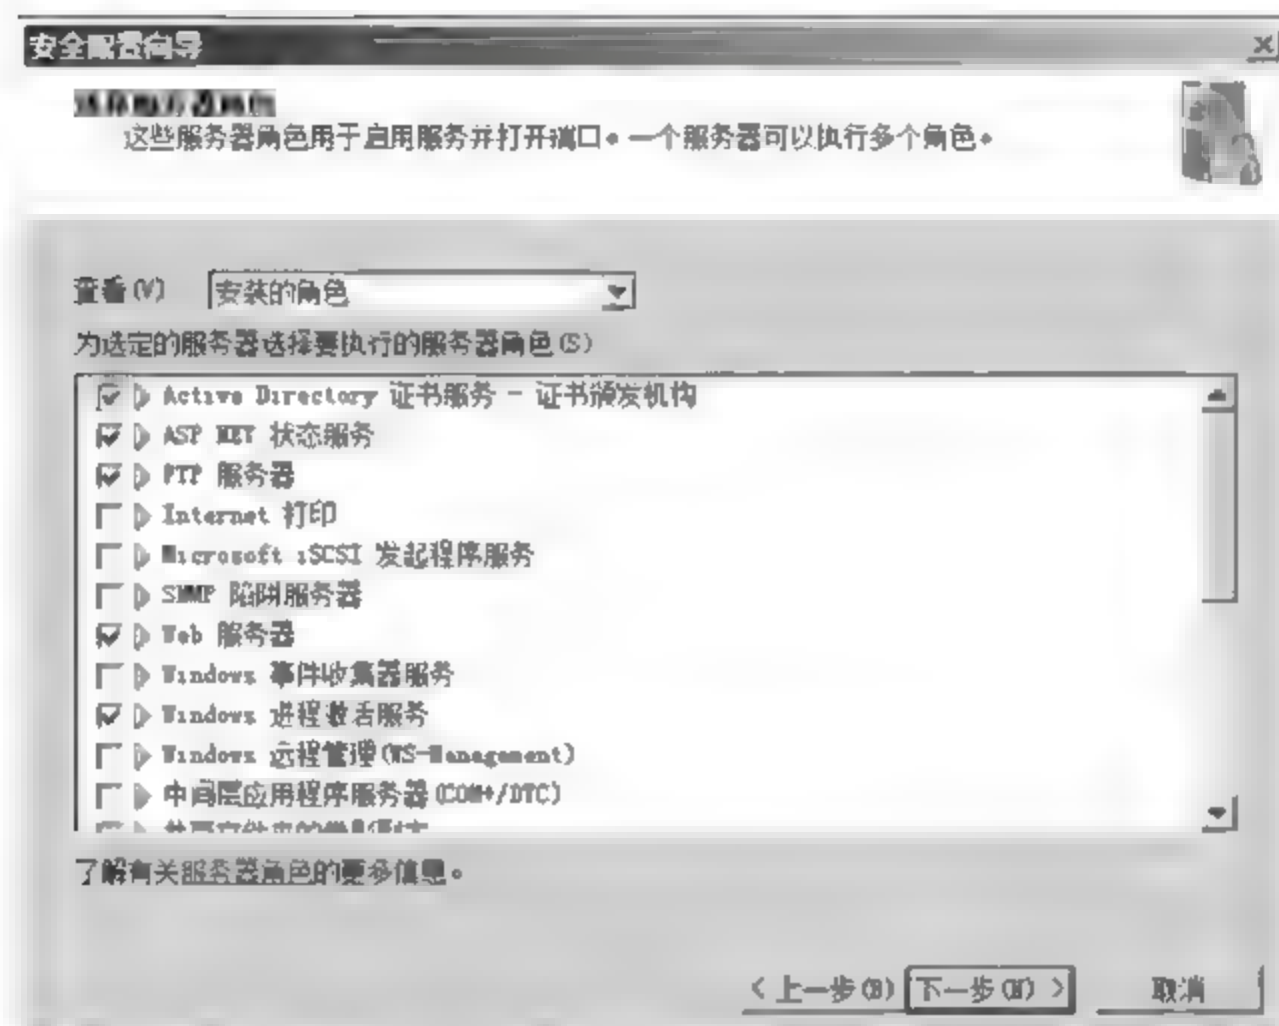 安全配置向导
选择服务器角色
这些服务器角色用于启用服务并打开端口。一个服务器可以执行多个角色。
查看(V) 安装的角色
为选定的服务器选择要执行的服务器角色(S)
Active Directory 证书服务 - 证书颁发机构
ASP NET 状态服务
FTP 服务器
Internet 打印
Microsoft iSCSI 发起程序服务
SNMP 陷阱服务器
Web 服务器
Windows 事件收集器服务
Windows 进程激活服务
Windows 远程管理(WS-Management)
中间层应用程序服务器(COM+/DTC)
了解有关服务器角色的更多信息。
< 上一步(B) 下一步(N) > 取消